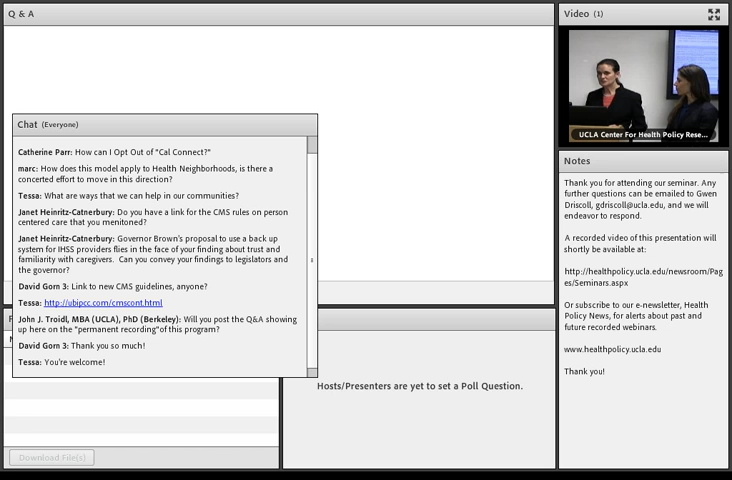 Q & A
Video (1)
UCLA Center For Health Policy Rese...
Chat (Everyone)
Catherine Parr: How can I Opt Out of "Cal Connect?"
marc: How does this model apply to Health Neighborhoods, is there a
concerted effort to move in this direction?
Tessa: What are ways that we can help in our communities?
Janet Heinritz-Catnerbury: Do you have a link for the CMS rules on person
centered care that you menitoned?
Janet Heinritz-Catnerbury: Governor Brown's proposal to use a back up
system for IHSS providers flies in the face of your finding about trust and
familiarity with caregivers. Can you convey your findings to legislators and
the governor?
David Gorn 3: Link to new CMS guidelines, anyone?
Tessa: http://ubipcc.com/cmscont.html
John J. Troidl, MBA (UCLA), PhD (Berkeley): Will you post the Q&A showing
up here on the "permanent recording"of this program?
David Gorn 3: Thank you so much!
Tessa: You're welcome!
Download File(s)
Hosts/Presenters are yet to set a Poll Question.
Notes
Thank you for attending our seminar. Any
further questions can be emailed to Gwen
Driscoll, gdriscoll@ucla.edu, and we will
endeavor to respond.
A recorded video of this presentation will
shortly be available at:
http://healthpolicy.ucla.edu/newsroom/Pag
es/Seminars.aspx
Or subscribe to our e-newsletter, Health
Policy News, for alerts about past and
future recorded webinars.
www.healthpolicy.ucla.edu
Thank you!